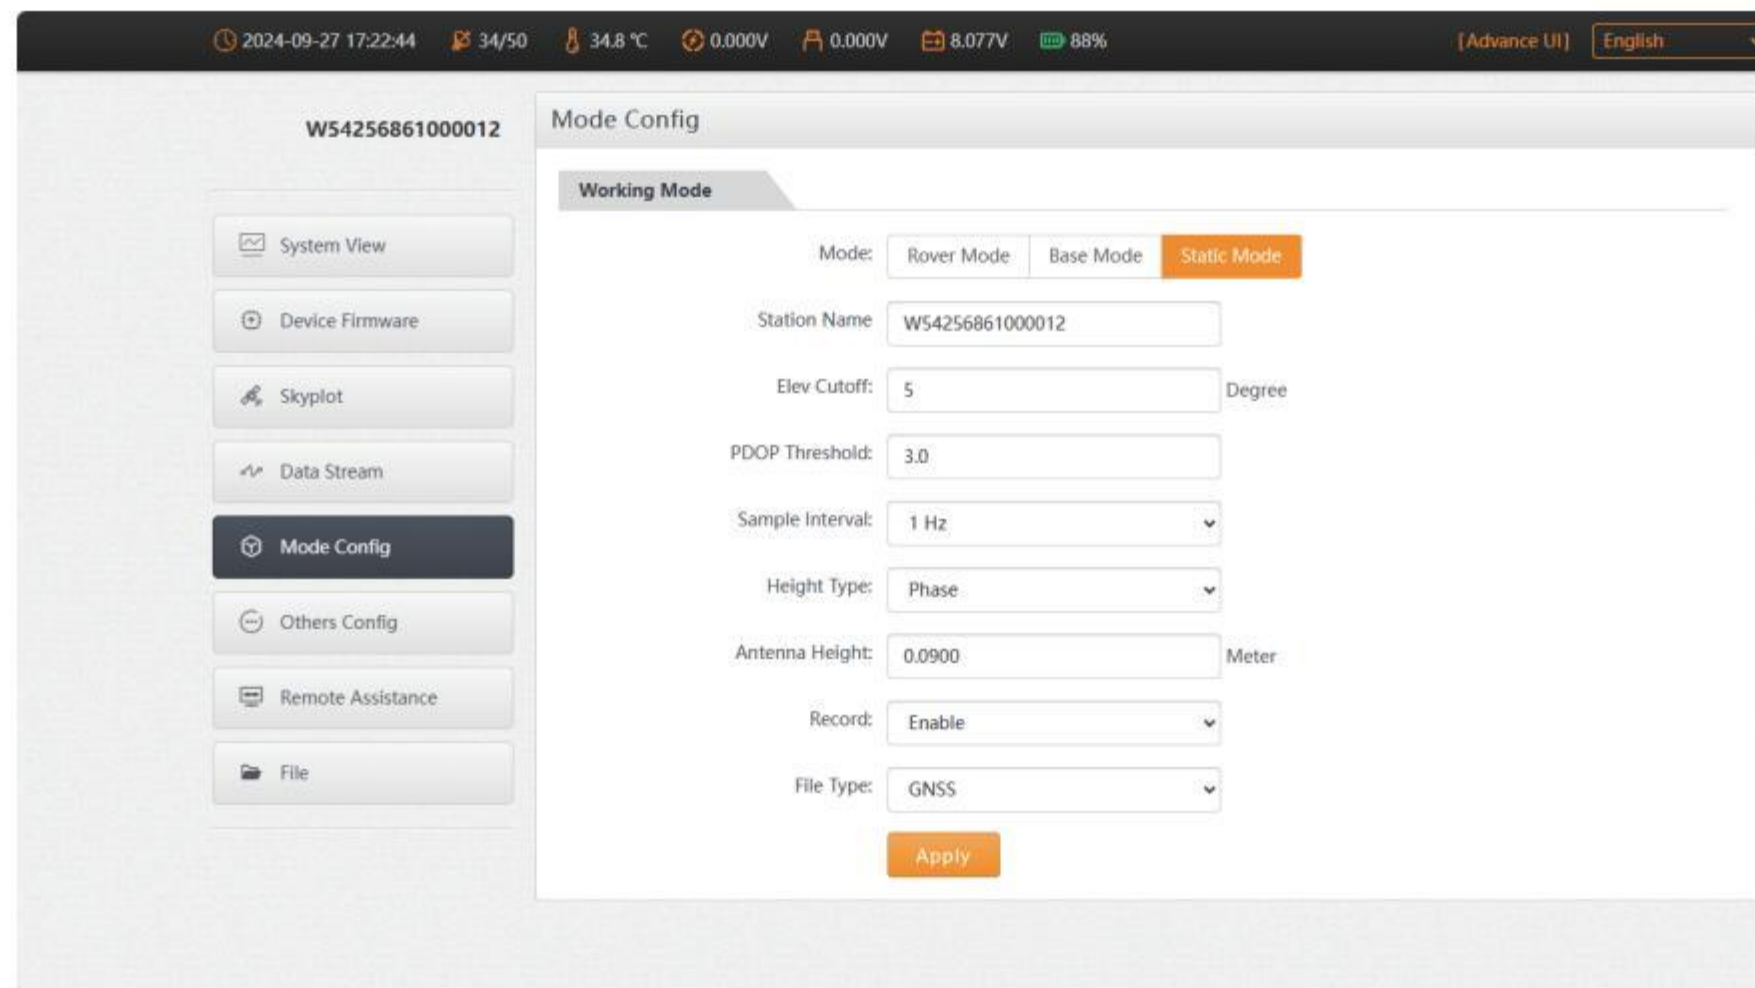 2024-09-27 17:22:44 34/50 34.8 ℃ 0.000V 0.000V 8.077V 88% [Advance UI] English
W54256861000012
System View
Device Firmware
Skyplot
Data Stream
Mode Config
Others Config
Remote Assistance
File
Mode Config
Working Mode
Mode: Rover Mode Base Mode Static Mode
Station Name W54256861000012
Elev Cutoff: 5 Degree
PDOP Threshold: 3.0
Sample Interval: 1 Hz
Height Type: Phase
Antenna Height: 0.0900 Meter
Record: Enable
File Type: GNSS
Apply